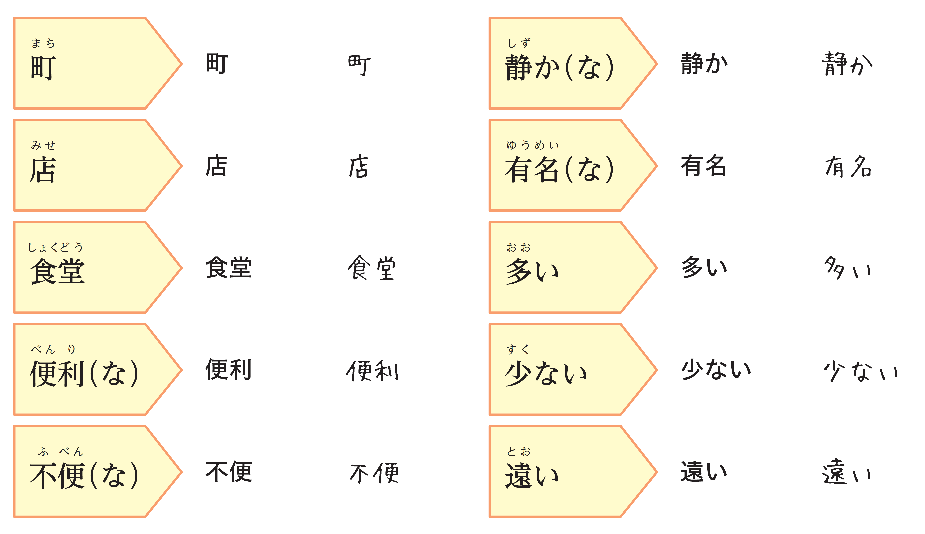 まち
町 町 町
みせ
店 店 店
しょくどう
食堂 食堂 食堂
べんり
便利(な) 便利 便利
ふべん
不便(な) 不便 不便
しず
静か(な) 静か 静か
ゆうめい
有名(な) 有名 有名
おお
多い 多い 多い
すく
少ない 少ない 少ない
とお
遠い 遠い 遠い